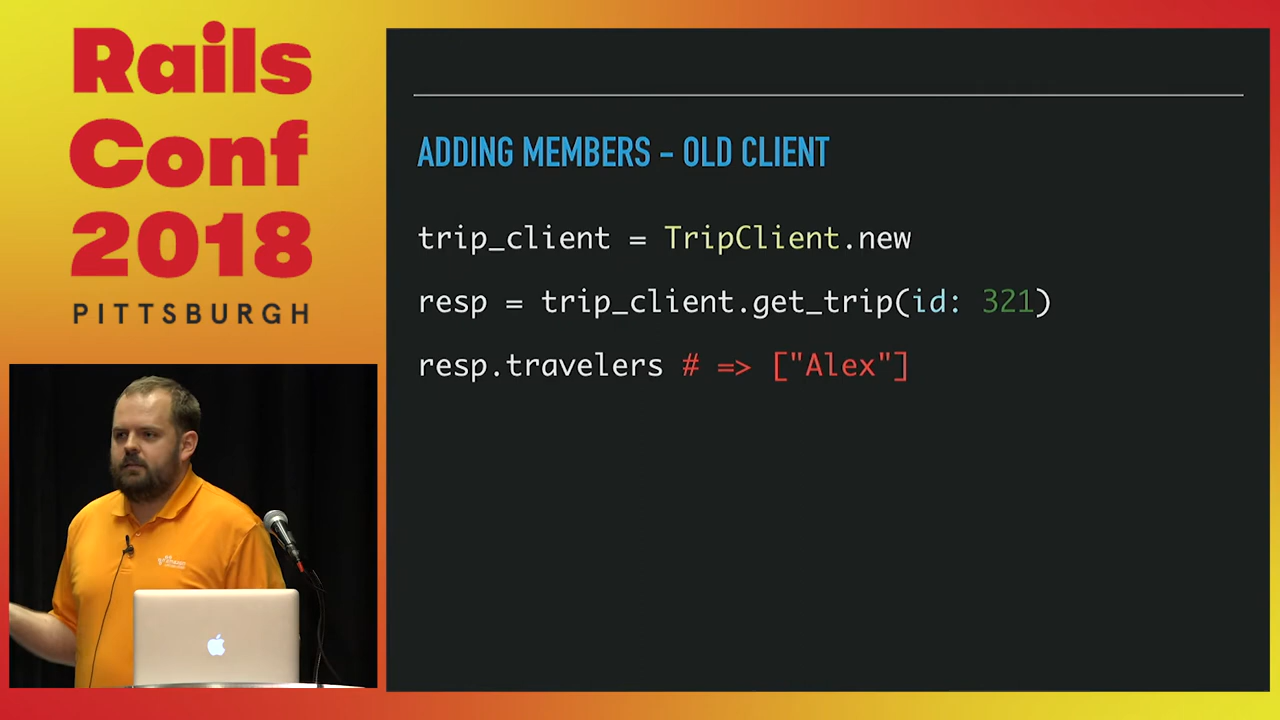 Rails
Conf
2018
PITTSBURGH
ADDING MEMBERS - OLD CLIENT
trip_client = TripClient.new
resp = trip_client.get_trip(id: 321)
resp.travelers # => ["Alex"]